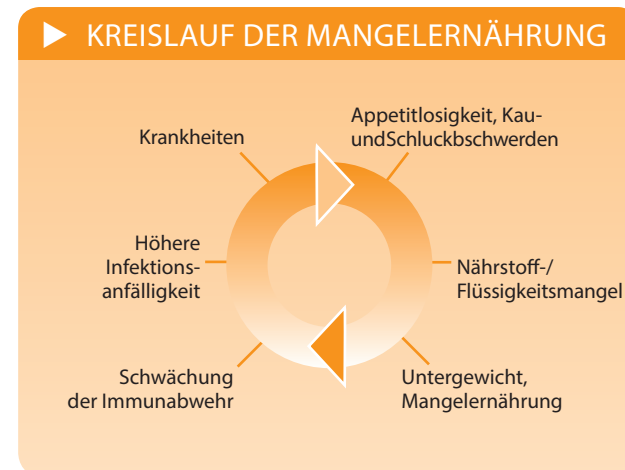 KREISLAUF DER MANGELERNÄHRUNG
Appetitlosigkeit, Kau-
undSchluckbschwerden
Nährstoff-/
Flüssigkeitsmangel
Untergewicht,
Mangelernährung
Schwächung
der Immunabwehr
Höhere
Infektions-
anfälligkeit
Krankheiten